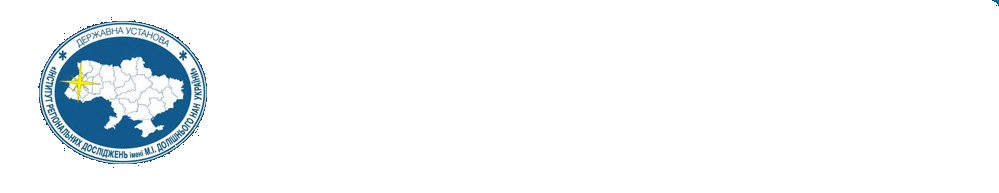 ДЕРЖАВНА УСТАНОВА
«ІНСТИТУТ РЕГІОНАЛЬНИХ ДОСЛІДЖЕНЬ імені М.І. ДОЛІШНЬОГО НАН УКРАЇНИ»